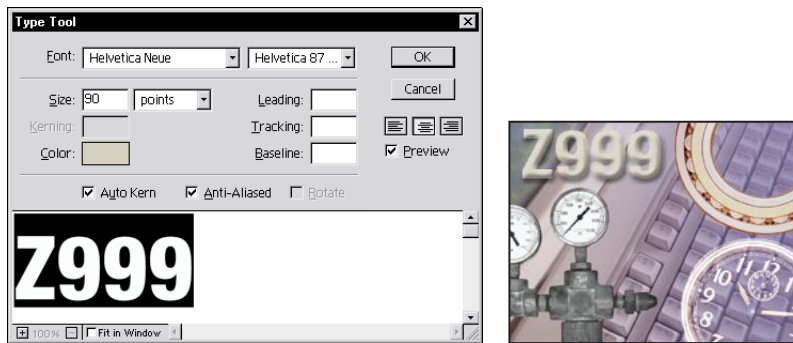 Type Tool
Font: Helvetica Neue Helvetica 87 ...
OK
Size: 90 points Leading:
Cancel
Kerning: Tracking:
Color: Baseline:
Preview
Auto Kern Anti-Aliased Rotate
Z999
100% Fit in Window
Z999
11 12
10
9
8